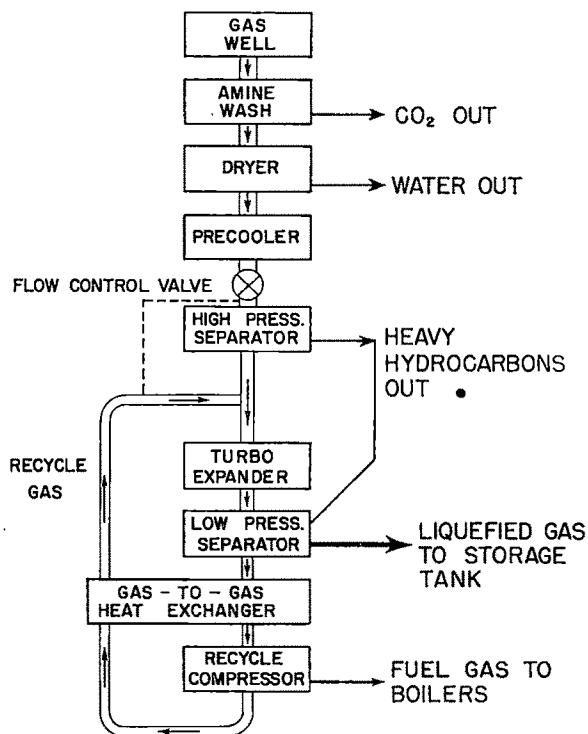 GAS
WELL
AMINE
WASH
CO₂ OUT
DRYER
WATER OUT
PRECOOLER
FLOW CONTROL VALVE
HIGH PRESS.
SEPARATOR
HEAVY
HYDROCARBONS
OUT
RECYCLE
GAS
TURBO
EXPANDER
LOW PRESS.
SEPARATOR
LIQUEFIED GAS
TO STORAGE
TANK
GAS - TO - GAS
HEAT EXCHANGER
RECYCLE
COMPRESSOR
FUEL GAS TO
BOILERS